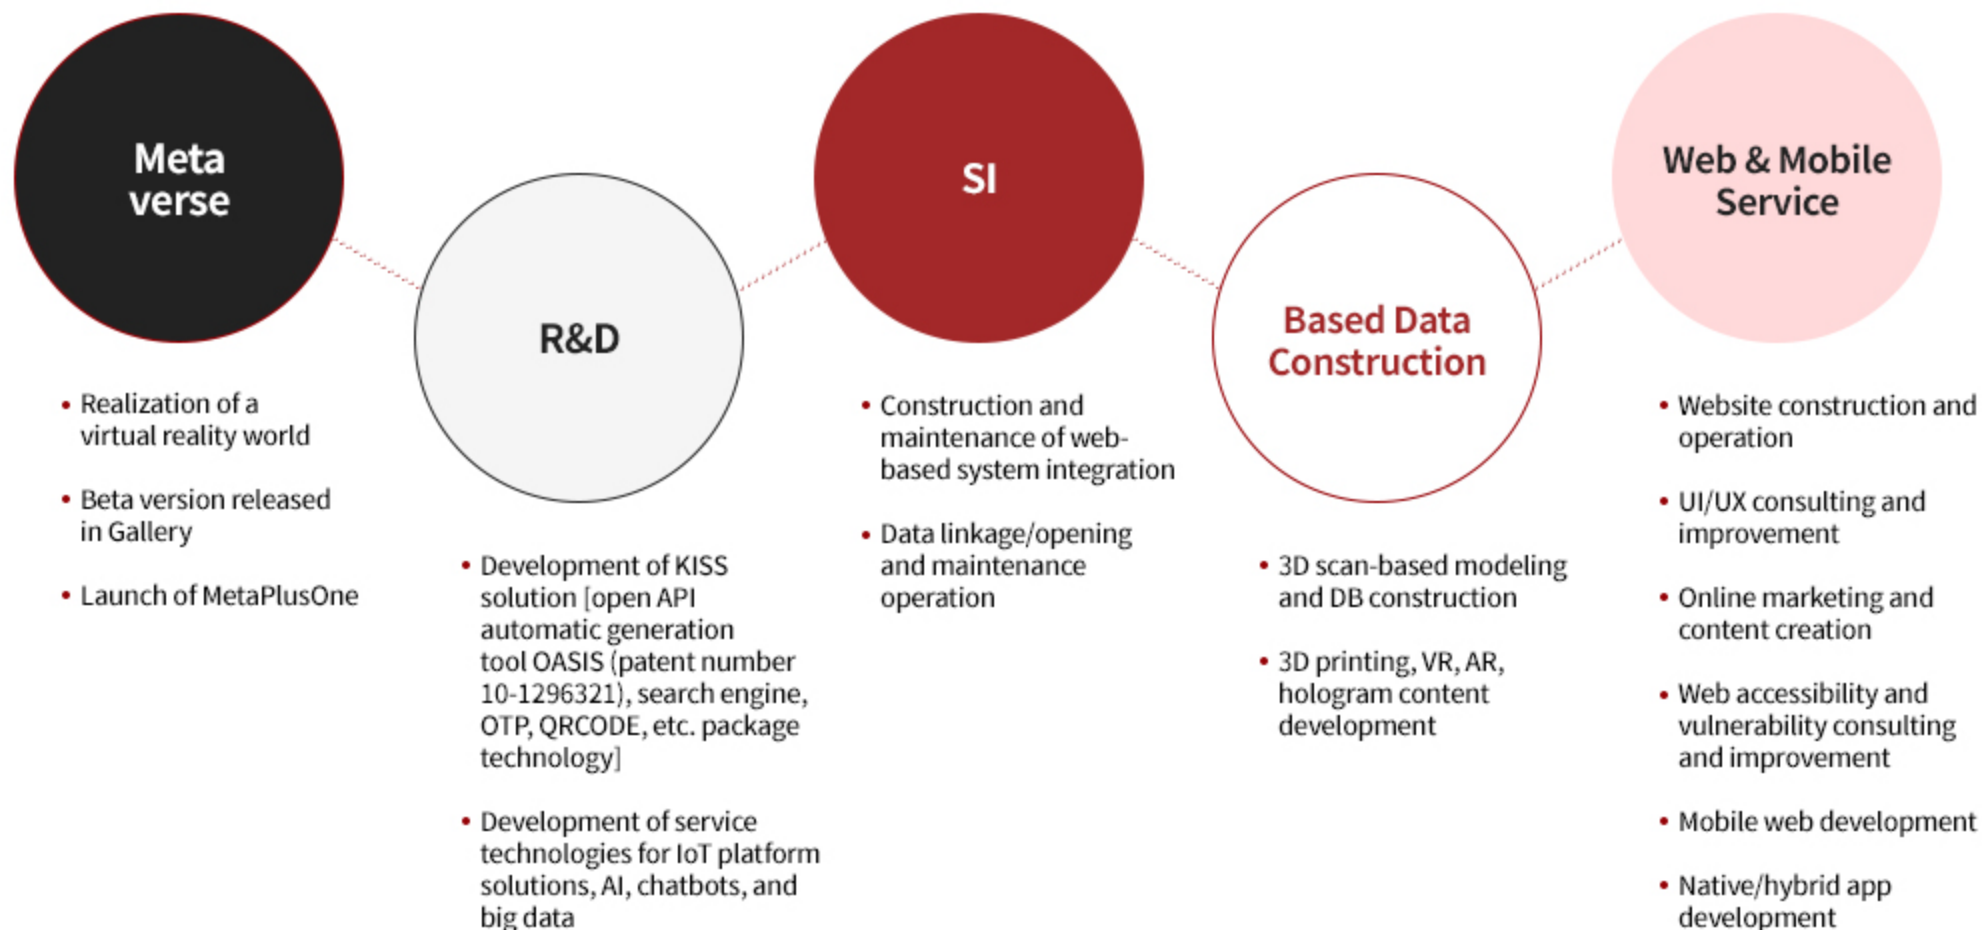 Meta
verse
• Realization of a
virtual reality world
• Beta version released
in Gallery
• Launch of MetaPlusOne
R&D
• Development of KISS
solution [open API
automatic generation
tool OASIS (patent number
10-1296321), search engine,
OTP, QRCODE, etc. package
technology]
• Development of service
technologies for IoT platform
solutions, AI, chatbots, and
big data
SI
• Construction and
maintenance of web-
based system integration
• Data linkage/opening
and maintenance
operation
Based Data
Construction
• 3D scan-based modeling
and DB construction
• 3D printing, VR, AR,
hologram content
development
Web & Mobile
Service
• Website construction and
operation
• UI/UX consulting and
improvement
• Online marketing and
content creation
• Web accessibility and
vulnerability consulting
and improvement
• Mobile web development
• Native/hybrid app
development